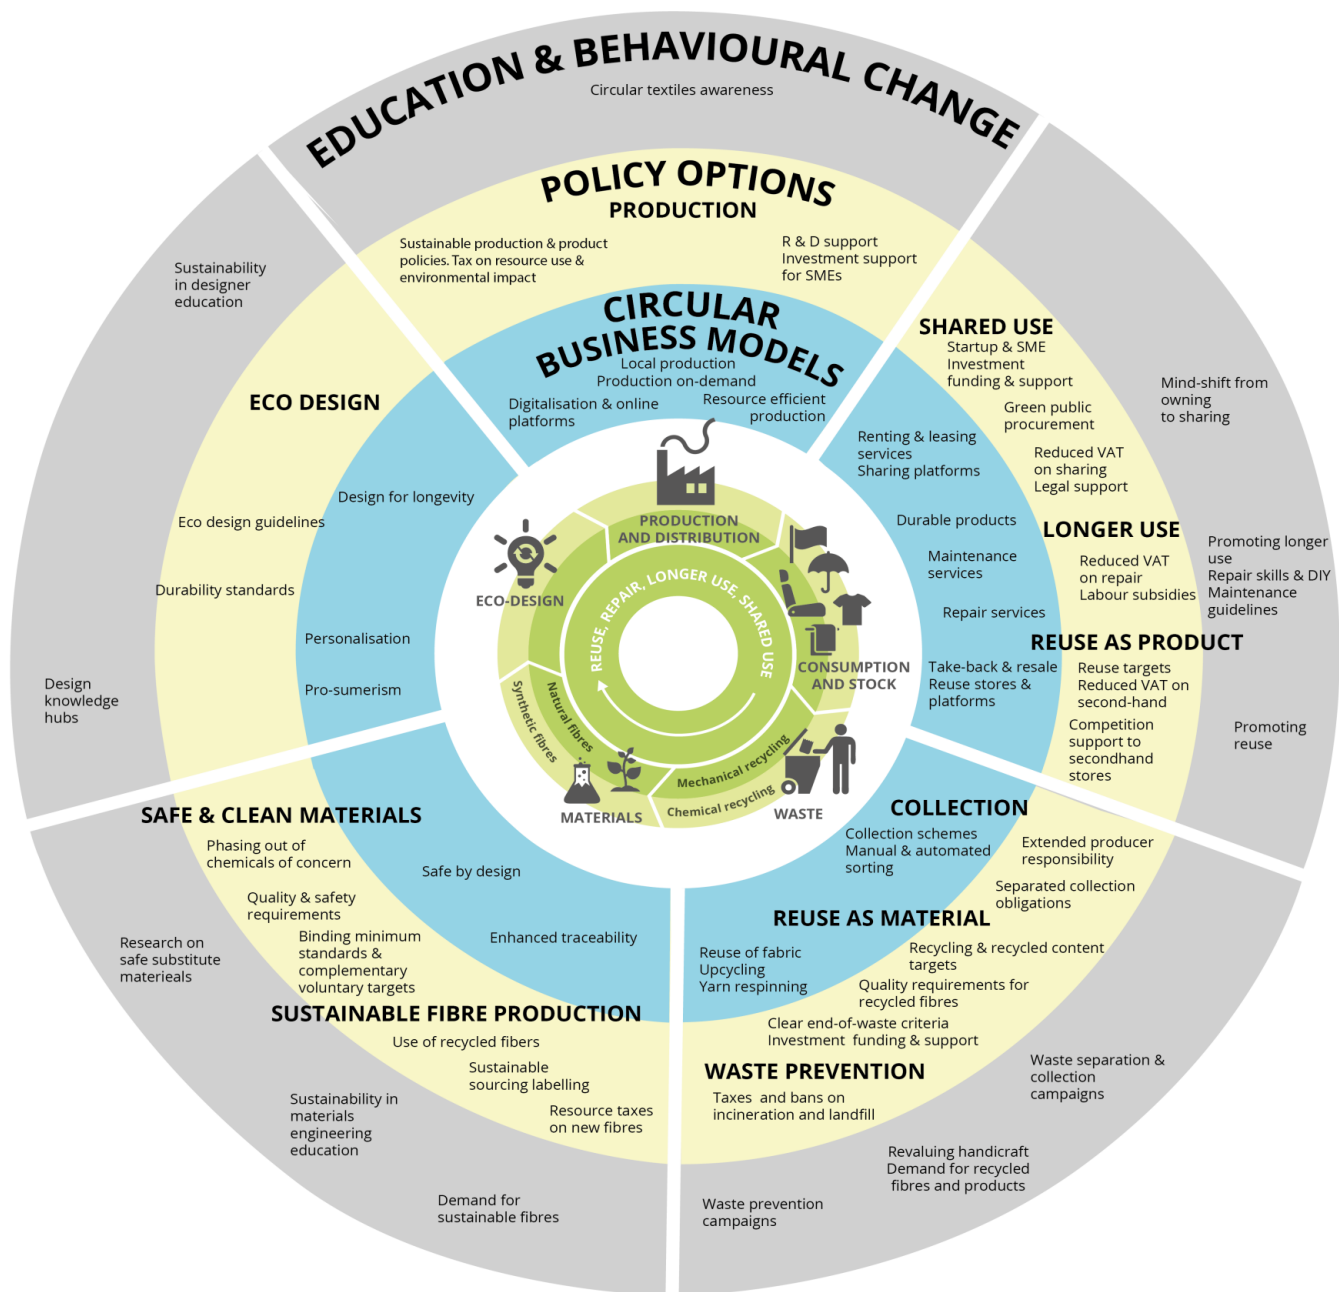 EDUCATION & BEHAVIOURAL CHANGE
Circular textiles awareness
POLICY OPTIONS
PRODUCTION
Sustainable production & product
policies. Tax on resource use &
environmental impact
R & D support
Investment support
for SMEs
CIRCULAR
BUSINESS MODELS
Local production
Production on-demand
Digitalisation & online
platforms
Resource efficient
production
SHARED USE
Startup & SME
Investment
funding & support
Green public
procurement
Reduced VAT
on sharing
Legal support
Renting & leasing
services
Sharing platforms
Mind-shift from
owning
to sharing
LONGER USE
Reduced VAT
on repair
Labour subsidies
Durable products
Maintenance
services
Repair services
Promoting longer
use
Repair skills & DIY
Maintenance
guidelines
REUSE AS PRODUCT
Reuse targets
Reduced VAT on
second-hand
Competition
support to
secondhand
stores
Take-back & resale
Reuse stores &
platforms
Promoting
reuse
COLLECTION
Collection schemes
Manual & automated
sorting
Extended producer
responsibility
Separated collection
obligations
REUSE AS MATERIAL
Reuse of fabric
Upcycling
Yarn respinning
Recycling & recycled content
targets
Quality requirements for
recycled fibres
Clear end-of-waste criteria
Investment funding & support
WASTE PREVENTION
Taxes and bans on
incineration and landfill
Waste separation &
collection
campaigns
Revaluing handicraft
Demand for recycled
fibres and products
Waste prevention
campaigns
SAFE & CLEAN MATERIALS
Phasing out of
chemicals of concern
Quality & safety
requirements
Binding minimum
standards &
complementary
voluntary targets
Safe by design
Enhanced traceability
Research on
safe substitute
materieals
SUSTAINABLE FIBRE PRODUCTION
Use of recycled fibers
Sustainable
sourcing labelling
Resource taxes
on new fibres
Sustainability in
materials
engineering
education
Demand for
sustainable fibres
Sustainability
in designer
education
ECO DESIGN
Design for longevity
Eco design guidelines
Durability standards
Personalisation
Pro-sumerism
Design
knowledge
hubs
PRODUCTION
AND DISTRIBUTION
ECO-DESIGN
REUSE, REPAIR, LONGER USE, SHARED USE
CONSUMPTION
AND STOCK
Synthetic fibres
Natural fibres
Mechanical recycling
Chemical recycling
MATERIALS
WASTE